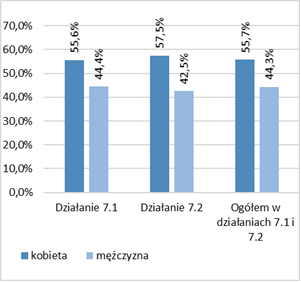 70,0%
60,0%
50,0%
40,0%
30,0%
20,0%
10,0%
0,0%
55,6%
44,4%
57,5%
42,5%
55,7%
44,3%
Działanie 7.1
Działanie 7.2
Ogółem w
działaniach 7.1 i
7.2
kobieta
mężczyzna